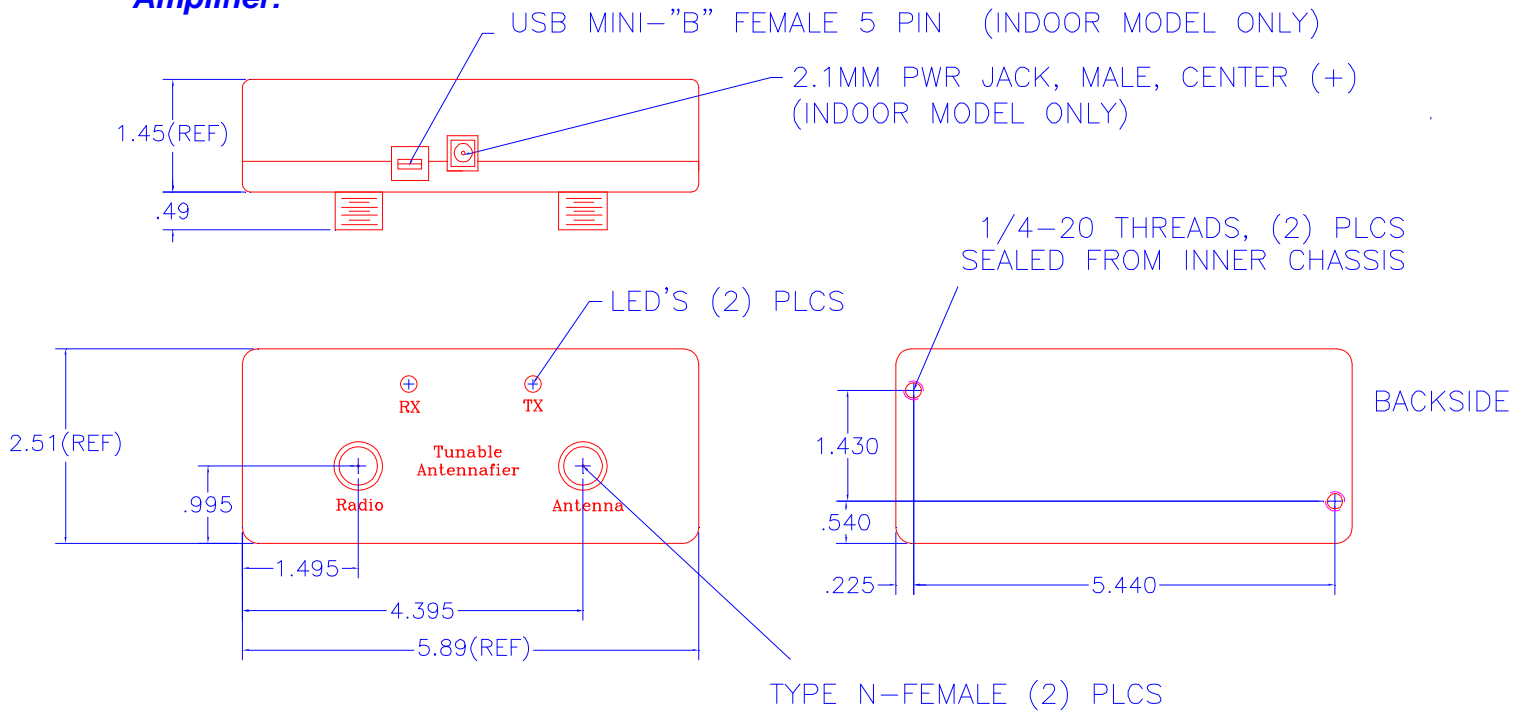 Amplifier:
USB MINI-"B" FEMALE 5 PIN (INDOOR MODEL ONLY)
2.1MM PWR JACK, MALE, CENTER (+)
(INDOOR MODEL ONLY)
1.45(REF)
.49
1/4-20 THREADS, (2) PLCS
SEALED FROM INNER CHASSIS
LED'S (2) PLCS
RX
TX
BACKSIDE
2.51(REF)
Tunable
Antennafier
1.430
.995
Radio
Antenna
.540
1.495
.225
5.440
4.395
5.89(REF)
TYPE N-FEMALE (2) PLCS